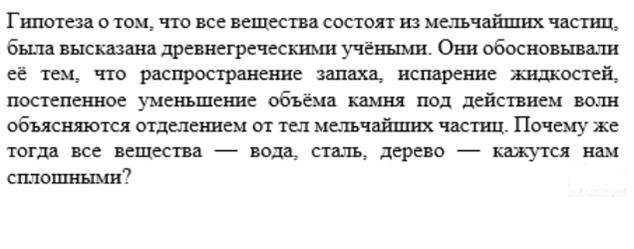 Гипотеза о том, что все вещества состоят из мельчайших частиц,
была высказана древнегреческими учёными. Они обосновывали
её тем, что распространение запаха, испарение жидкостей,
постепенное уменьшение объёма камня под действием волн
объясняются отделением от тел мельчайших частиц. Почему же
тогда все вещества — вода, сталь, дерево — кажутся нам
сплошными?